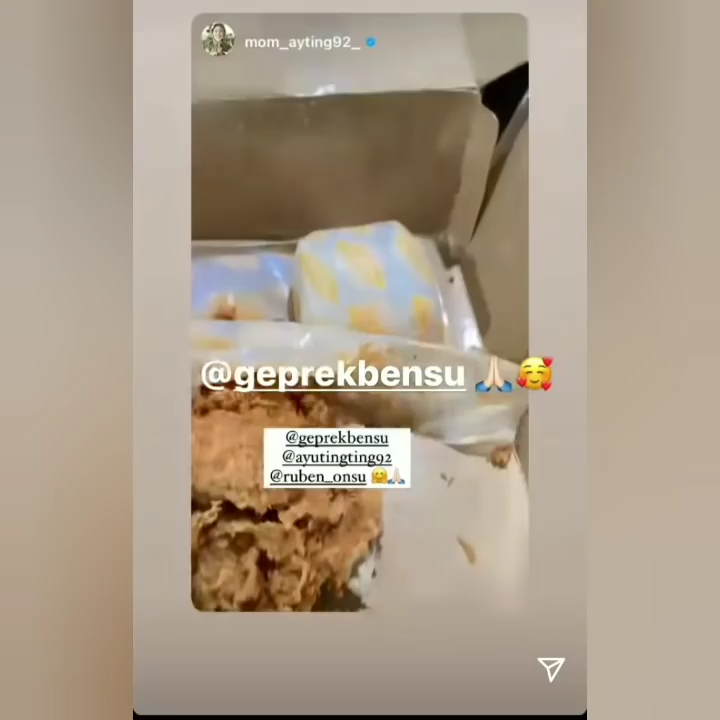 mom_ayting92_
@geprekbensu 🙏🏻🥰
@geprekbensu
@ayutingting92
@ruben_onsu 🤗🙏🏻